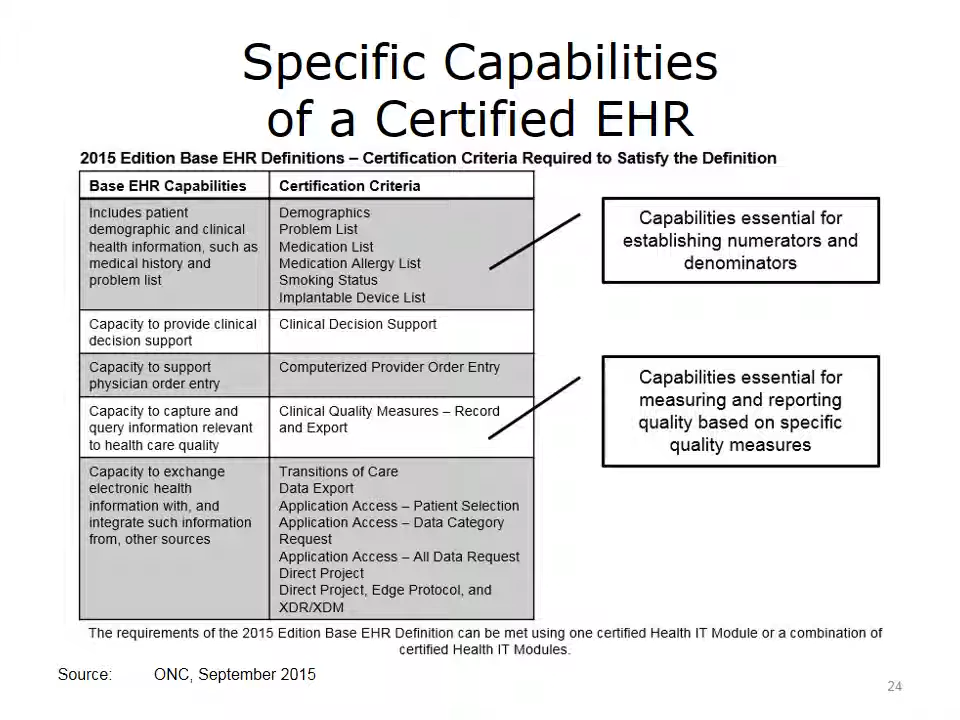 Specific Capabilities
of a Certified EHR
2015 Edition Base EHR Definitions – Certification Criteria Required to Satisfy the Definition
Base EHR Capabilities
Certification Criteria
Includes patient
demographic and clinical
health information, such as
medical history and
problem list
Demographics
Problem List
Medication List
Medication Allergy List
Smoking Status
Implantable Device List
Capacity to provide clinical
decision support
Clinical Decision Support
Capacity to support
physician order entry
Computerized Provider Order Entry
Capacity to capture and
query information relevant
to health care quality
Clinical Quality Measures – Record
and Export
Capacity to exchange
electronic health
information with, and
integrate such information
from, other sources
Transitions of Care
Data Export
Application Access – Patient Selection
Application Access – Data Category
Request
Application Access – All Data Request
Direct Project
Direct Project, Edge Protocol, and
XDR/XDM
Capabilities essential for
establishing numerators and
denominators
Capabilities essential for
measuring and reporting
quality based on specific
quality measures
The requirements of the 2015 Edition Base EHR Definition can be met using one certified Health IT Module or a combination of
certified Health IT Modules.
Source: ONC, September 2015
24